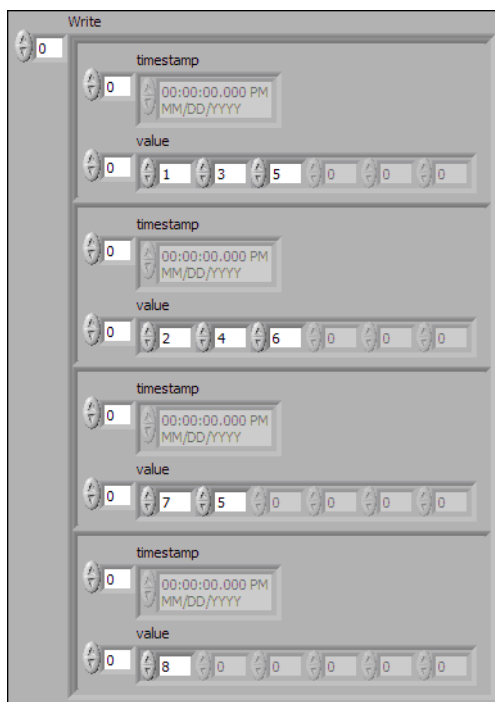 Write
0
timestamp
0 00:00:00.000 PM
MM/DD/YYYY
value
0 1 3 5 0 0 0
timestamp
0 00:00:00.000 PM
MM/DD/YYYY
value
0 2 4 6 0 0 0
timestamp
0 00:00:00.000 PM
MM/DD/YYYY
value
0 7 5 0 0 0 0
timestamp
0 00:00:00.000 PM
MM/DD/YYYY
value
0 8 0 0 0 0 0